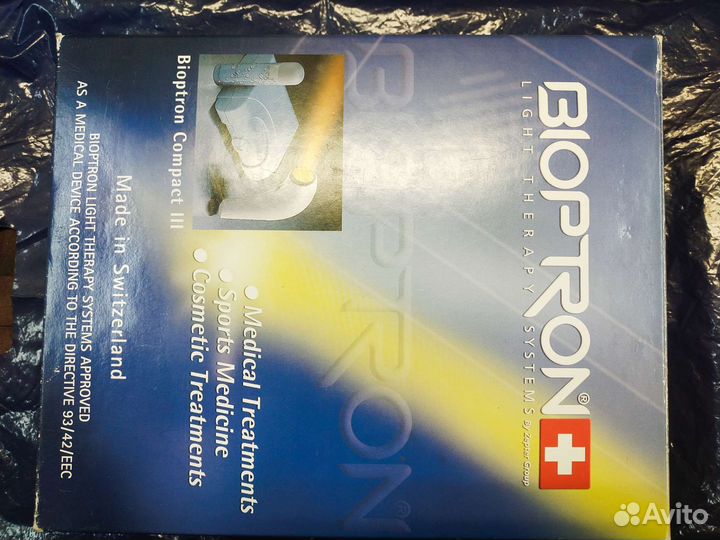 BIOPTRON®
LIGHT THERAPY SYSTEMS By Zepter Group
BIOPTRON®
Bioptron Compact III
• Medical Treatments
• Sports Medicine
• Cosmetic Treatments
Made in Switzerland
BIOPTRON LIGHT THERAPY SYSTEMS APPROVED
AS A MEDICAL DEVICE ACCORDING TO THE DIRECTIVE 93/42/EEC
Avito